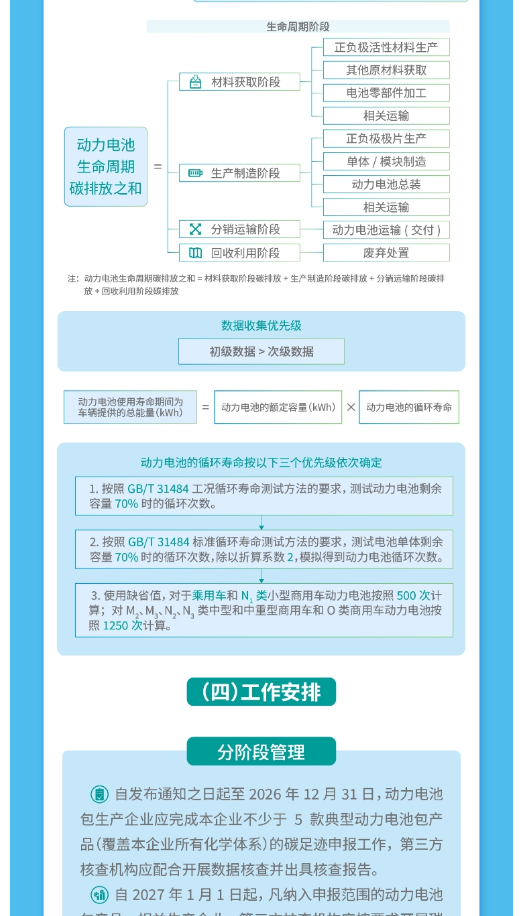 生命周期阶段
正负极活性材料生产
其他原材料获取
材料获取阶段
电池零部件加工
相关运输
动力电池
生命周期
碳排放之和
=
正负极极片生产
单体 / 模块制造
生产制造阶段
动力电池总装
相关运输
分销运输阶段
动力电池运输 ( 交付 )
回收利用阶段
废弃处置
注：动力电池生命周期碳排放之和 = 材料获取阶段碳排放 + 生产制造阶段碳排放 + 分销运输阶段碳排
放 + 回收利用阶段碳排放
数据收集优先级
初级数据 > 次级数据
动力电池使用寿命期间为
车辆提供的总能量(kWh)
= 动力电池的额定容量(kWh) × 动力电池的循环寿命
动力电池的循环寿命按以下三个优先级依次确定
1. 按照 GB/T 31484 工况循环寿命测试方法的要求，测试动力电池剩余
容量 70% 时的循环次数。
2. 按照 GB/T 31484 标准循环寿命测试方法的要求，测试电池单体剩余
容量 70% 时的循环次数，除以折算系数 2，模拟得到动力电池循环次数。
3. 使用缺省值，对于乘用车和 N₁ 类小型商用车动力电池按照 500 次计
算；对 M₂、M₃、N₂、N₃ 类中型和中重型商用车和 O 类商用车动力电池按
照 1250 次计算。
（四）工作安排
分阶段管理
自发布通知之日起至 2026 年 12 月 31 日，动力电池
包生产企业应完成本企业不少于 5 款典型动力电池包产
品（覆盖本企业所有化学体系）的碳足迹申报工作，第三方
核查机构应配合开展数据核查并出具核查报告。
自 2027 年 1 月 1 日起，凡纳入申报范围的动力电池